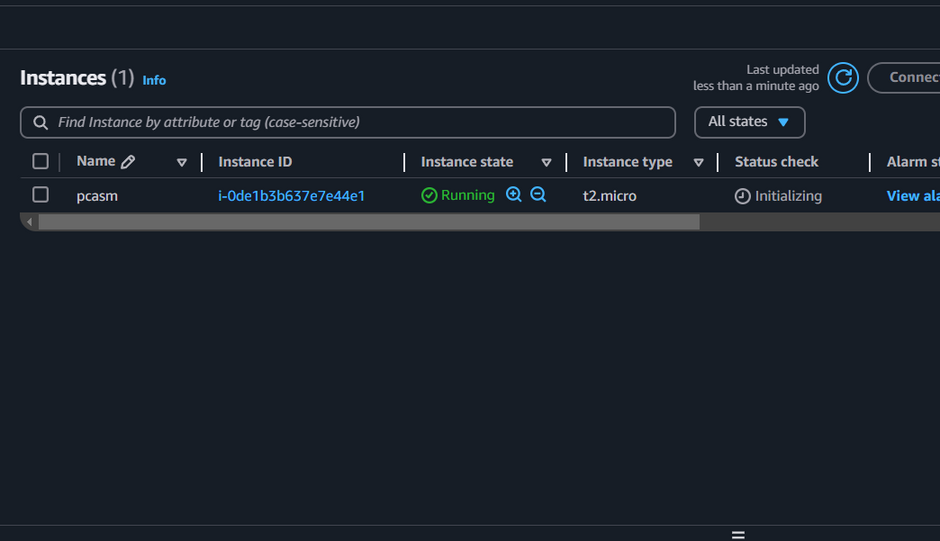 Instances (1) Info
Last updated
less than a minute ago
Connect
Find Instance by attribute or tag (case-sensitive)
All states
Name Instance ID Instance state Instance type Status check Alarm st
pcasm i-0de1b3b637e7e44e1 Running t2.micro Initializing View ala